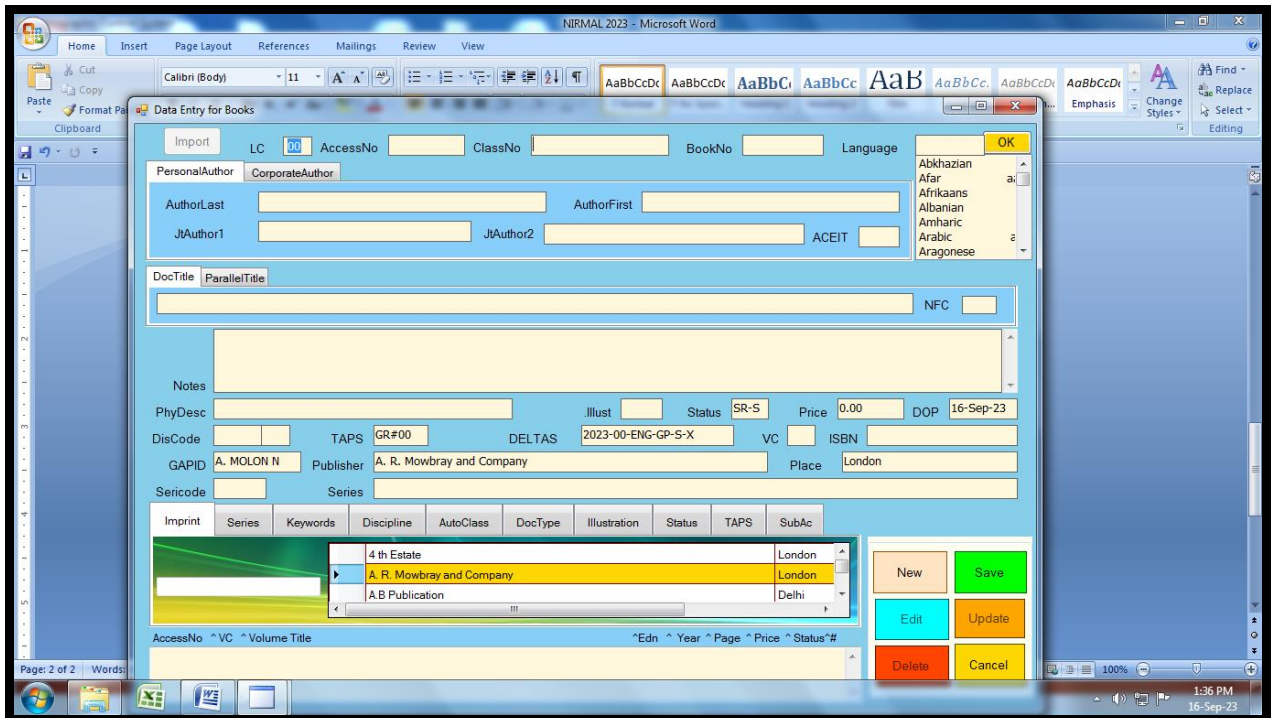 NIRMAL 2023 - Microsoft Word
Home Insert Page Layout References Mailings Review View
Cut
Copy
Paste
Format Pa
Clipboard
Calibri (Body) 11
AaBbCcDc AaBbCcDc AaBbC AaBbCc AaB AaBbCc. AaBbCcDt AaBbCcDt
Emphasis
Change Styles
Find
Replace
Select
Editing
Data Entry for Books
Import LC 00 AccessNo ClassNo BookNo Language OK
PersonalAuthor CorporateAuthor
Abkhazian
Afar
Afrikaans
Albanian
Amharic
Arabic
Aragonese
AuthorLast AuthorFirst
JtAuthor1 JtAuthor2 ACEIT
DocTitle ParallelTitle
NFC
Notes
PhyDesc .Illust Status SR-S Price 0.00 DOP 16-Sep-23
DisCode TAPS GR#00 DELTAS 2023-00-ENG-GP-S-X VC ISBN
GAPID A. MOLON N Publisher A. R. Mowbray and Company Place London
Sericode Series
Imprint Series Keywords Discipline AutoClass DocType Illustration Status TAPS SubAc
4 th Estate London
A. R. Mowbray and Company London
A.B Publication Delhi
New Save
Edit Update
Delete Cancel
AccessNo ^VC ^Volume Title ^Edn ^ Year ^ Page ^ Price ^ Status^#
Page: 2 of 2 Words: 100%
1:36 PM
16-Sep-23